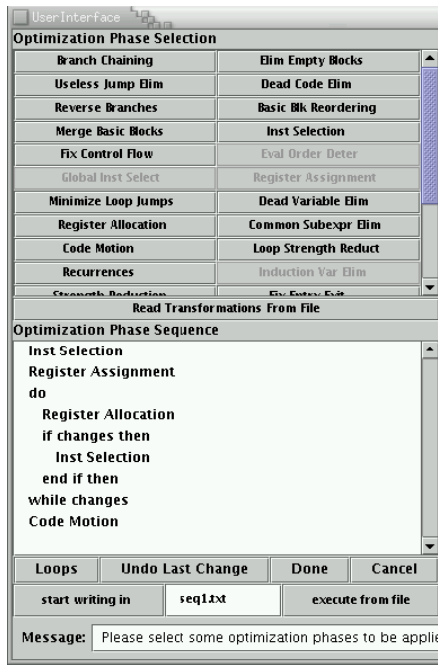 UserInterface
Optimization Phase Selection
Branch Chaining Elim Empty Blocks
Useless Jump Elim Dead Code Elim
Reverse Branches Basic Blk Reordering
Merge Basic Blocks Inst Selection
Fix Control Flow Eval Order Deter
Global Inst Select Register Assignment
Minimize Loop Jumps Dead Variable Elim
Register Allocation Common Subexpr Elim
Code Motion Loop Strength Reduct
Recurrences Induction Var Elim
Strength Reduction Fix Entry Exit
Read Transformations From File
Optimization Phase Sequence
Inst Selection
Register Assignment
do
Register Allocation
if changes then
Inst Selection
end if then
while changes
Code Motion
Loops Undo Last Change Done Cancel
start writing in seq1.txt execute from file
Message: Please select some optimization phases to be applie